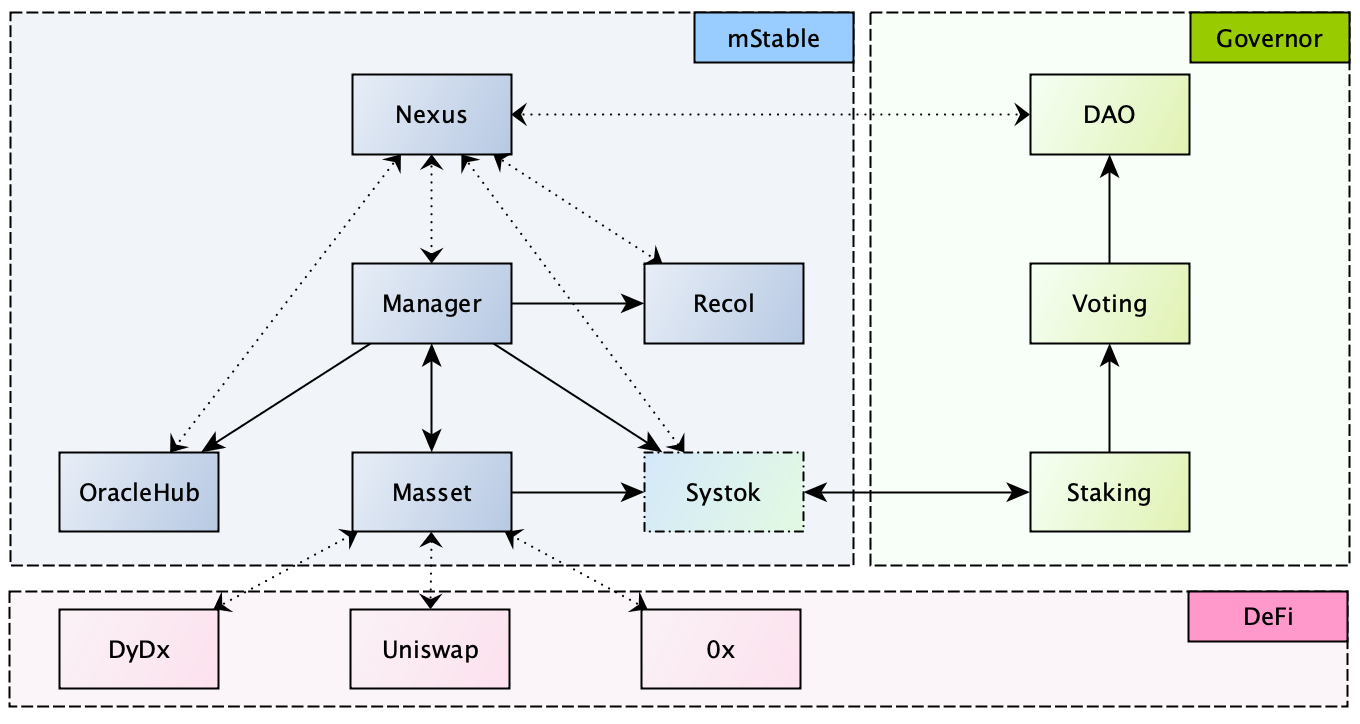 mStable
Governor
Nexus
DAO
Manager
Recol
Voting
OracleHub
Masset
Systok
Staking
DeFi
DyDx
Uniswap
0x